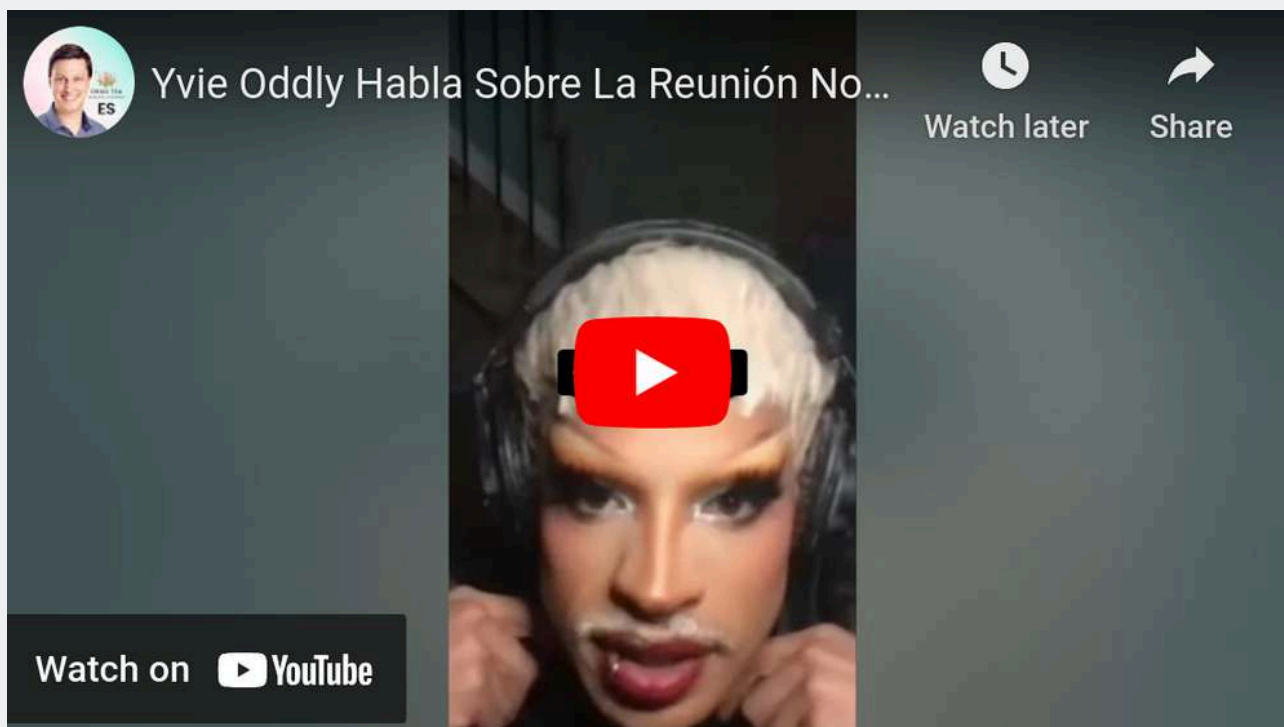 Yvie Oddly Habla Sobre La Reunión No...
ES
Watch later
Share
Watch on YouTube